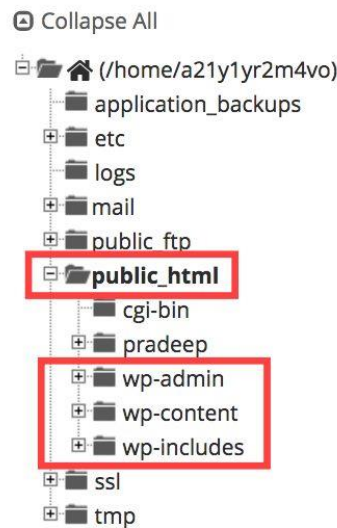 Collapse All
(/home/a21y1yr2m4vo)
application_backups
etc
logs
mail
public_ftp
public_html
cgi-bin
pradeep
wp-admin
wp-content
wp-includes
ssl
tmp